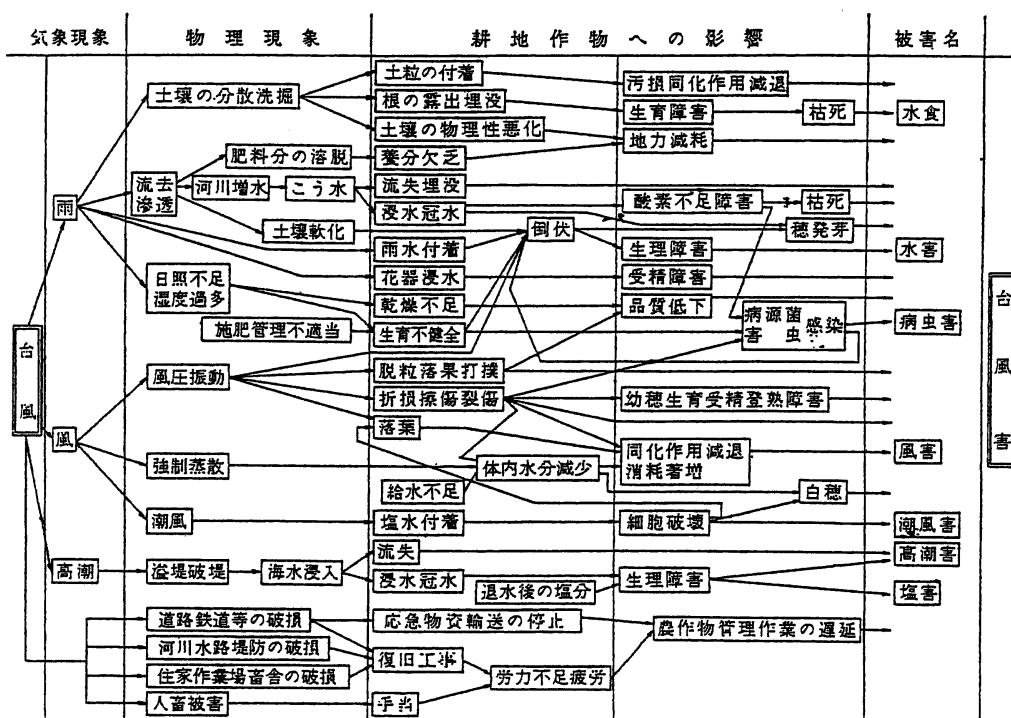 気象現象
物理現象
耕地作物への影響
被害名
台風
雨
風
高潮
土壌の分散洗掘
流去
滲透
肥料分の溶脱
河川増水
こう水
土壌軟化
日照不足
湿度過多
施肥管理不適当
風圧振動
強制蒸散
潮風
溢堤破堤
海水浸入
道路鉄道等の破損
河川水路堤防の破損
住家作業場畜舎の破損
人畜被害
土粒の付着
根の露出埋没
土壌の物理性悪化
養分欠乏
流失埋没
浸水冠水
雨水付着
花器浸水
乾燥不足
生育不健全
脱粒落果打撲
折損擦傷裂傷
落葉
給水不足
塩水付着
流失
浸水冠水
応急物資輸送の停止
復旧工事
手当
倒伏
体内水分減少
退水後の塩分
労力不足疲労
汚損同化作用減退
生育障害
枯死
地力減耗
酸素不足障害
枯死
穂発芽
生理障害
受精障害
品質低下
病源菌
害虫
感染
幼穂生育受精登熟障害
同化作用減退
消耗著増
白穂
細胞破壊
生理障害
農作物管理作業の遅延
水食
水害
病虫害
風害
潮風害
高潮害
塩害
台風害